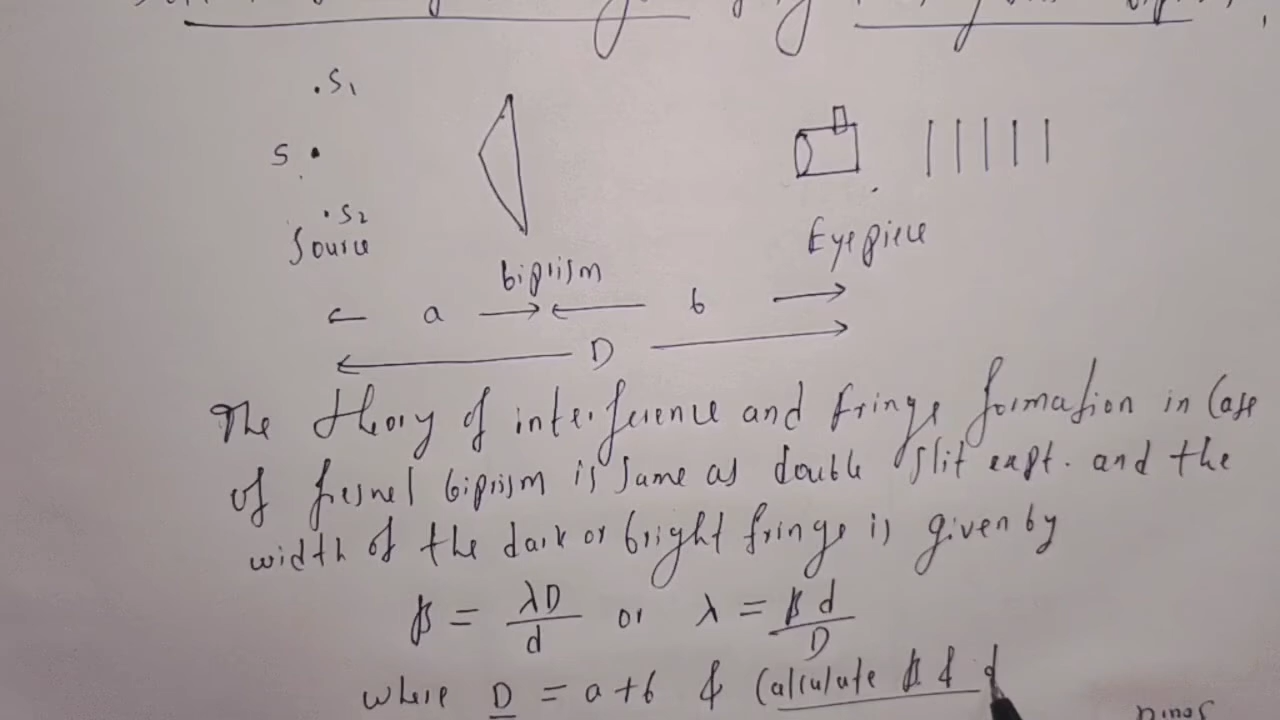 .S₁
S •
.S₂
Source
Eyepiece
biprism
a
b
D
The theory of interference and fringe formation in Case
of fresnel biprism is same as double slit expt. and the
width of the dark or bright fringe is given by
β = λD/d or λ = βd/D
where D = a+b & Calculate β & d